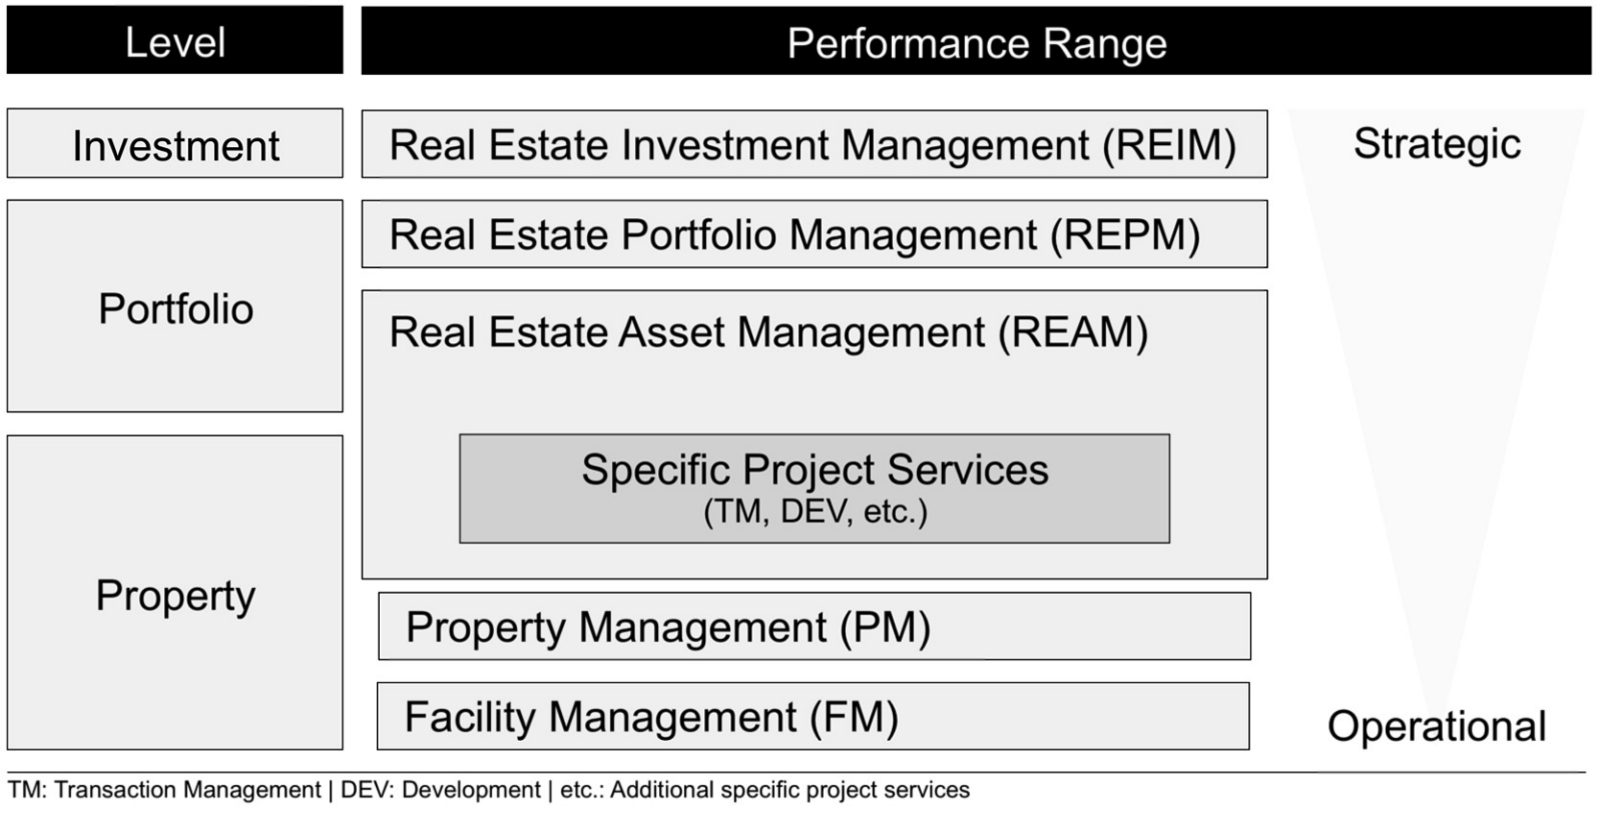 Level
Performance Range
Investment
Real Estate Investment Management (REIM)
Strategic
Portfolio
Real Estate Portfolio Management (REPM)
Real Estate Asset Management (REAM)
Specific Project Services
(TM, DEV, etc.)
Property
Property Management (PM)
Facility Management (FM)
Operational
TM: Transaction Management | DEV: Development | etc.: Additional specific project services